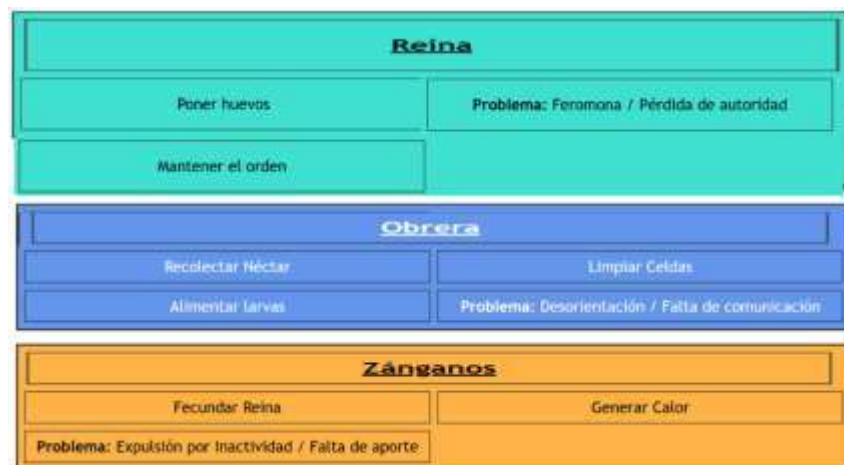 Reina
Poner huevos
Problema: Feromona / Pérdida de autoridad
Mantener el orden
Obrera
Recolectar Néctar
Limpiar Celdas
Alimentar larvas
Problema: Desorientación / Falta de comunicación
Zánganos
Fecundar Reina
Generar Calor
Problema: Expulsión por Inactividad / Falta de aporte